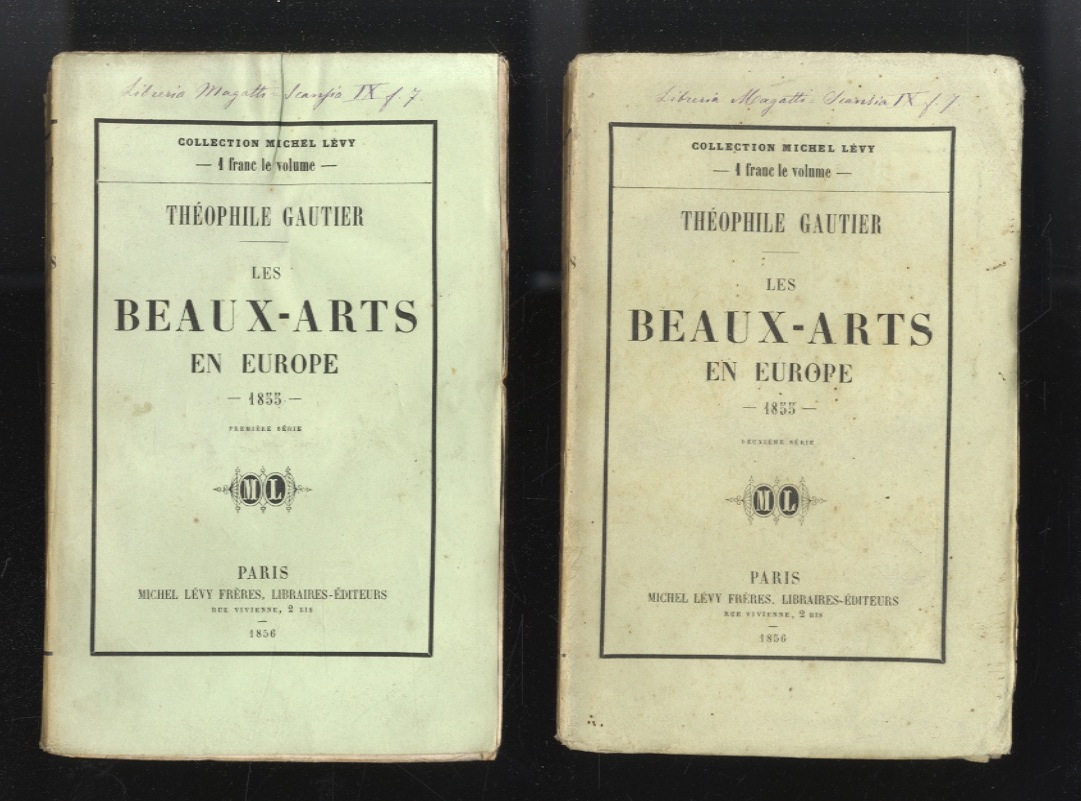 Libreria Magatti - Scansia IX f. 7
COLLECTION MICHEL LÉVY
— 1 franc le volume —
THÉOPHILE GAUTIER
LES
BEAUX-ARTS
EN EUROPE
— 1855 —
PREMIÈRE SÉRIE
ML
PARIS
MICHEL LÉVY FRÈRES, LIBRAIRES-ÉDITEURS
RUE VIVIENNE, 2 BIS
1856
Libreria Magatti - Scansia IX f. 7
COLLECTION MICHEL LÉVY
— 1 franc le volume —
THÉOPHILE GAUTIER
LES
BEAUX-ARTS
EN EUROPE
— 1855 —
DEUXIÈME SÉRIE
ML
PARIS
MICHEL LÉVY FRÈRES, LIBRAIRES-ÉDITEURS
RUE VIVIENNE, 2 BIS
1856